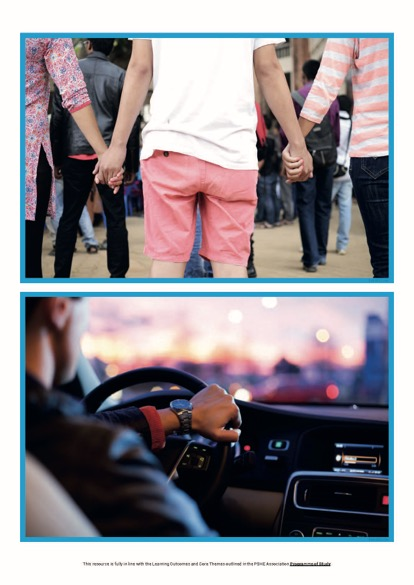 This resource is fully in line with the Learning Outcomes and Core Themes outlined in the PSHE Association Programme of Study.